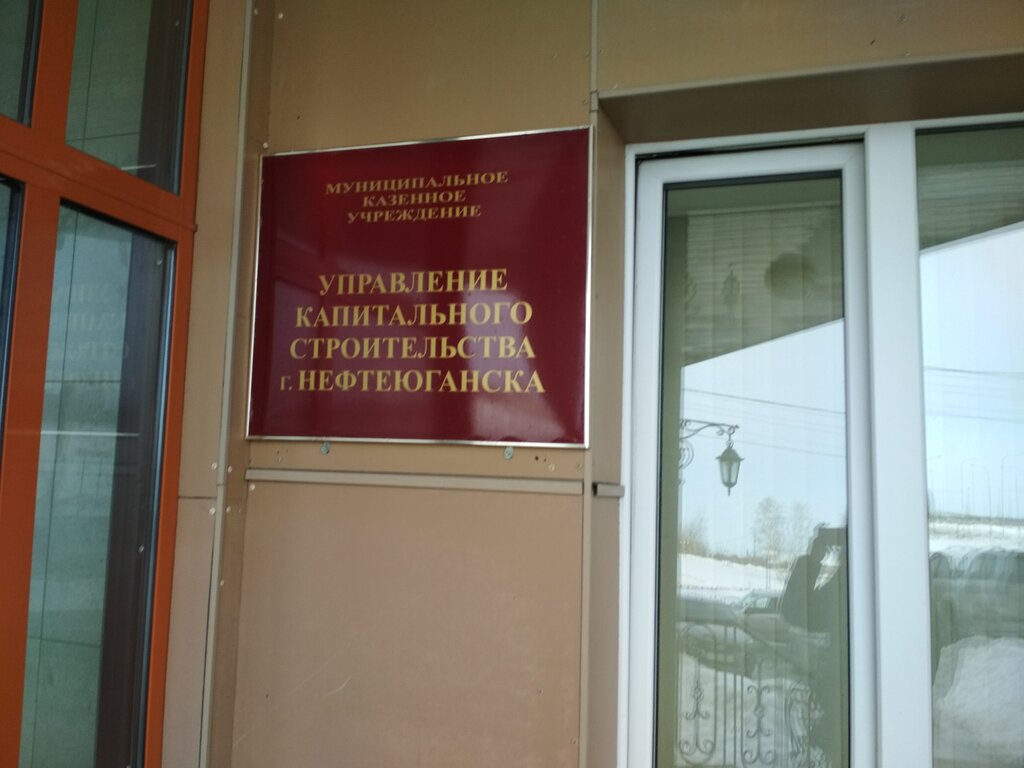 МУНИЦИПАЛЬНОЕ
КАЗЕННОЕ
УЧРЕЖДЕНИЕ
УПРАВЛЕНИЕ
КАПИТАЛЬНОГО
СТРОИТЕЛЬСТВА
г. НЕФТЕЮГАНСКА